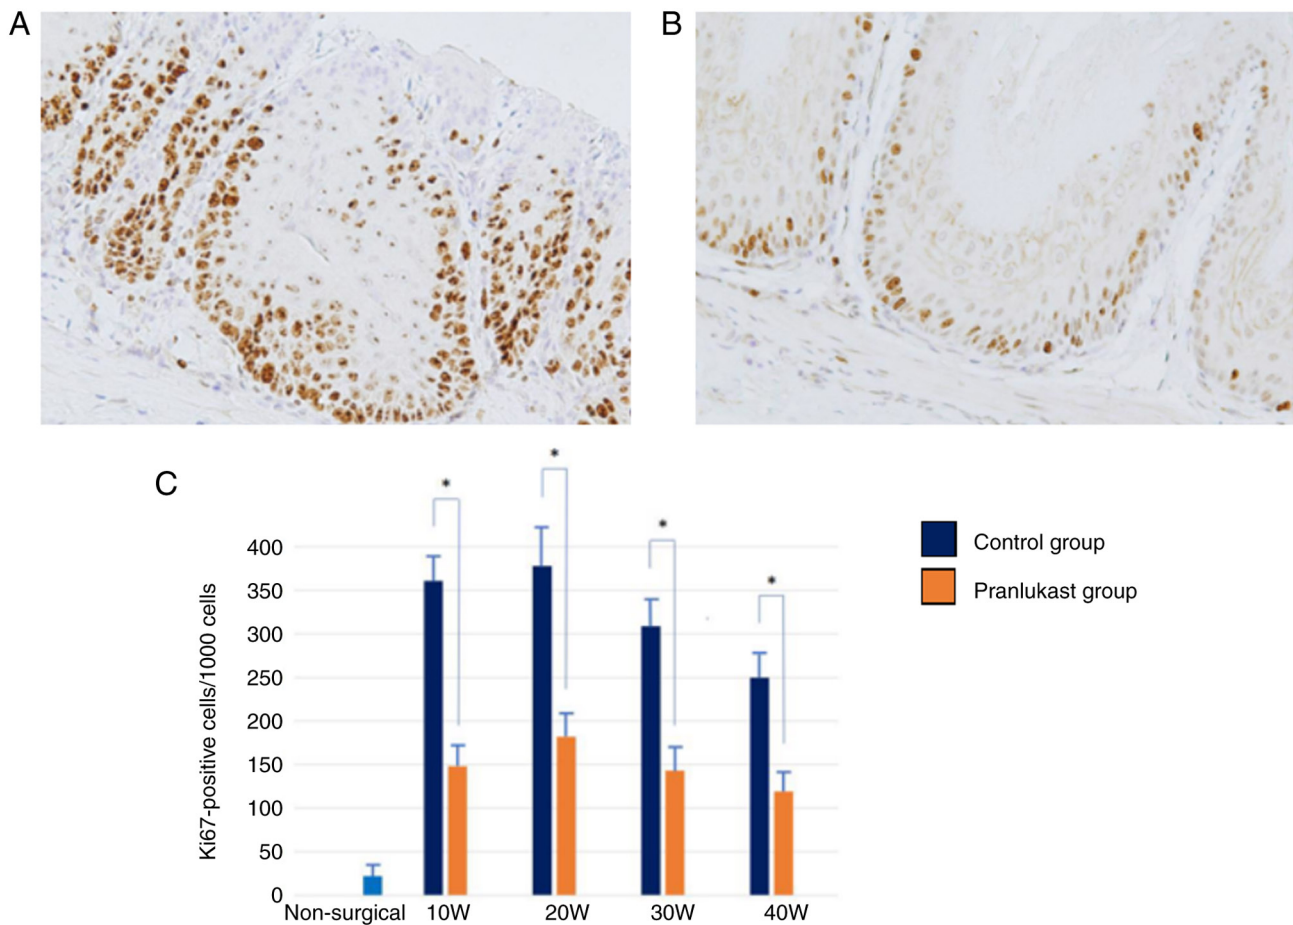 A
B
C
*
*
*
*
400
350
300
250
200
150
100
50
0
Ki67-positive cells/1000 cells
Non-surgical
10W
20W
30W
40W
Control group
Pranlukast group